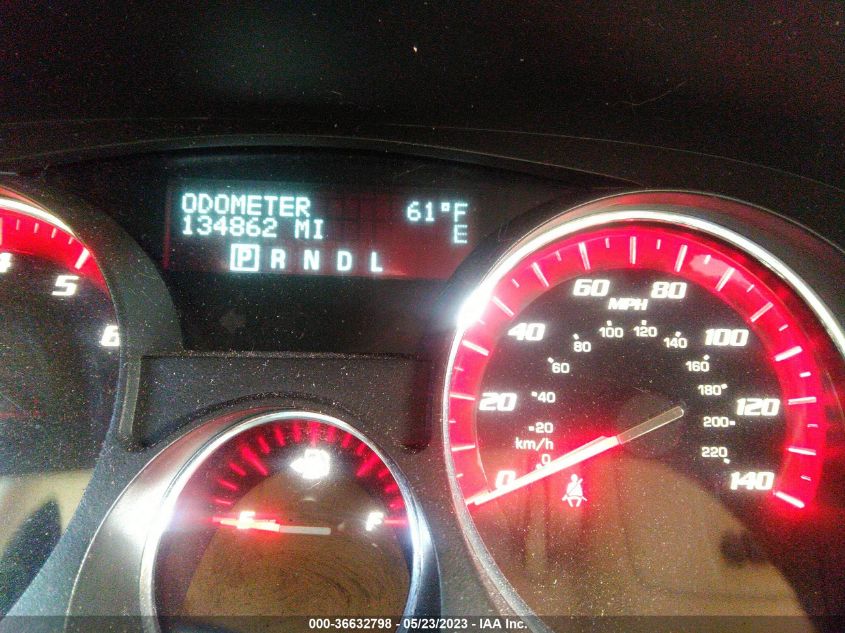 ODOMETER 61°F
134862 MI E
P R N D L
4 5 6
0 20 40 60 80 100 120 140
MPH
0 20 40 60 80 100 120 140 160 180 200 220
km/h
E F
000-36632798 - 05/23/2023 - IAA Inc.